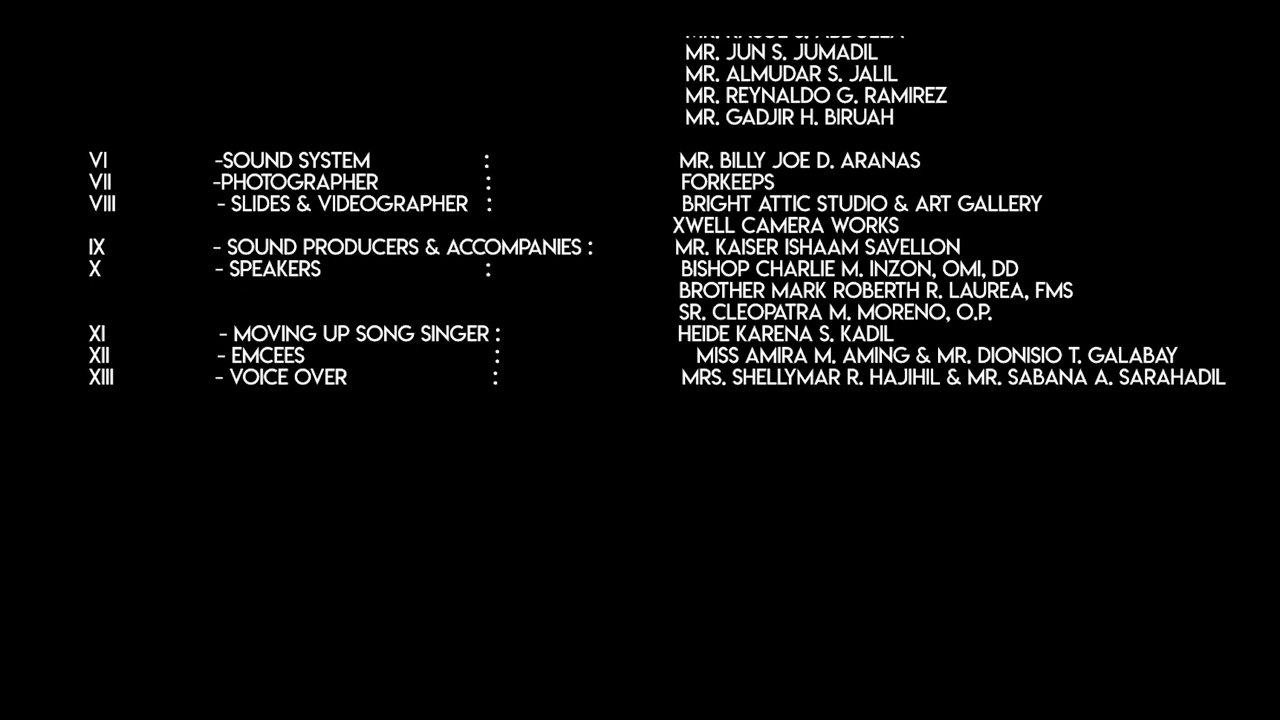 MR. JUN S. JUMADIL
MR. ALMUDAR S. JALIL
MR. REYNALDO G. RAMIREZ
MR. GADJIR H. BIRUAH
VI -SOUND SYSTEM : MR. BILLY JOE D. ARANAS
VII -PHOTOGRAPHER : FORKEEPS
VIII - SLIDES & VIDEOGRAPHER : BRIGHT ATTIC STUDIO & ART GALLERY
XWELL CAMERA WORKS
IX - SOUND PRODUCERS & ACCOMPANIES : MR. KAISER ISHAAM SAVELLON
X - SPEAKERS : BISHOP CHARLIE M. INZON, OMI, DD
BROTHER MARK ROBERTH R. LAUREA, FMS
SR. CLEOPATRA M. MORENO, O.P.
XI - MOVING UP SONG SINGER : HEIDE KARENA S. KADIL
XII - EMCEES : MISS AMIRA M. AMING & MR. DIONISIO T. GALABAY
XIII - VOICE OVER : MRS. SHELLYMAR R. HAJIHIL & MR. SABANA A. SARAHADIL